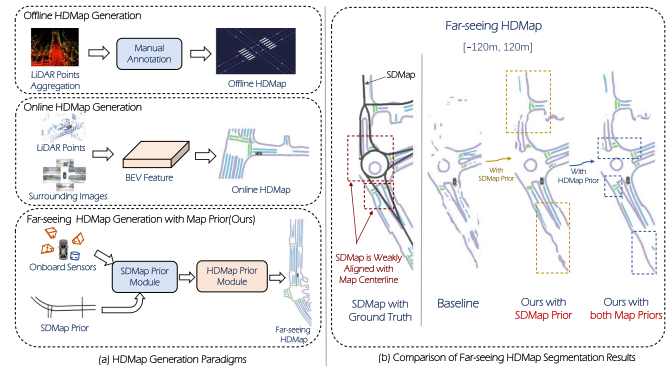 Offline HDMap Generation
LiDAR Points
Aggregation
Manual
Annotation
Offline HDMap
Online HDMap Generation
LiDAR Points
Surrounding Images
BEV Feature
Online HDMap
Far-seeing HDMap Generation with Map Prior(Ours)
Onboard Sensors
SDMap Prior
Module
HDMap Prior
Module
SDMap Prior
Far-seeing
HDMap
(a) HDMap Generation Paradigms
Far-seeing HDMap
[-120m, 120m]
SDMap
With
SDMap Prior
With
HDMap Prior
SDMap is Weakly
Aligned with
Map Centerline
SDMap with
Ground Truth
Baseline
Ours with
SDMap Prior
Ours with
both Map Priors
(b) Comparison of Far-seeing HDMap Segmentation Results